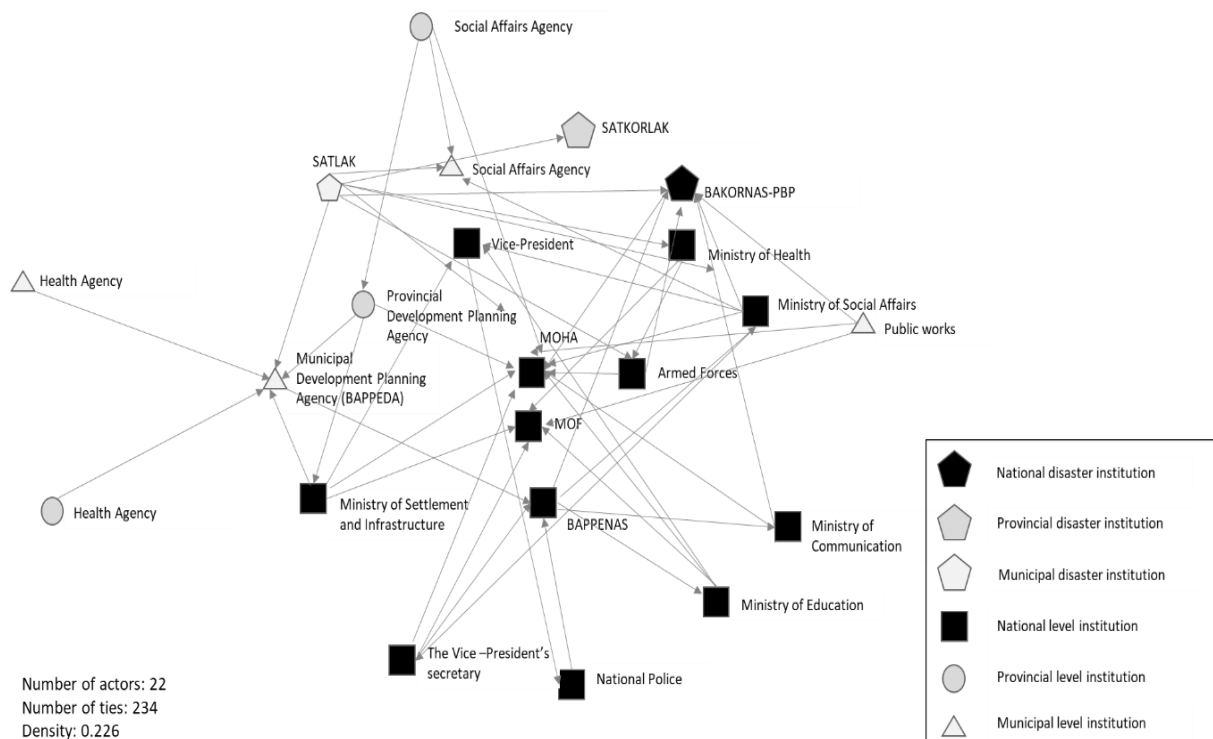 Social Affairs Agency
SATKORLAK
SATLAK
Social Affairs Agency
BAKORNAS-PBP
Vice-President
Ministry of Health
Health Agency
Ministry of Social Affairs
Provincial
Development Planning
Agency
Public works
MOHA
Municipal
Development Planning
Agency (BAPPEDA)
Armed Forces
MOF
Health Agency
Ministry of Settlement
and Infrastructure
BAPPENAS
Ministry of
Communication
Ministry of Education
The Vice –President's
secretary
National Police
Number of actors: 22
Number of ties: 234
Density: 0.226
National disaster institution
Provincial disaster institution
Municipal disaster institution
National level institution
Provincial level institution
Municipal level institution